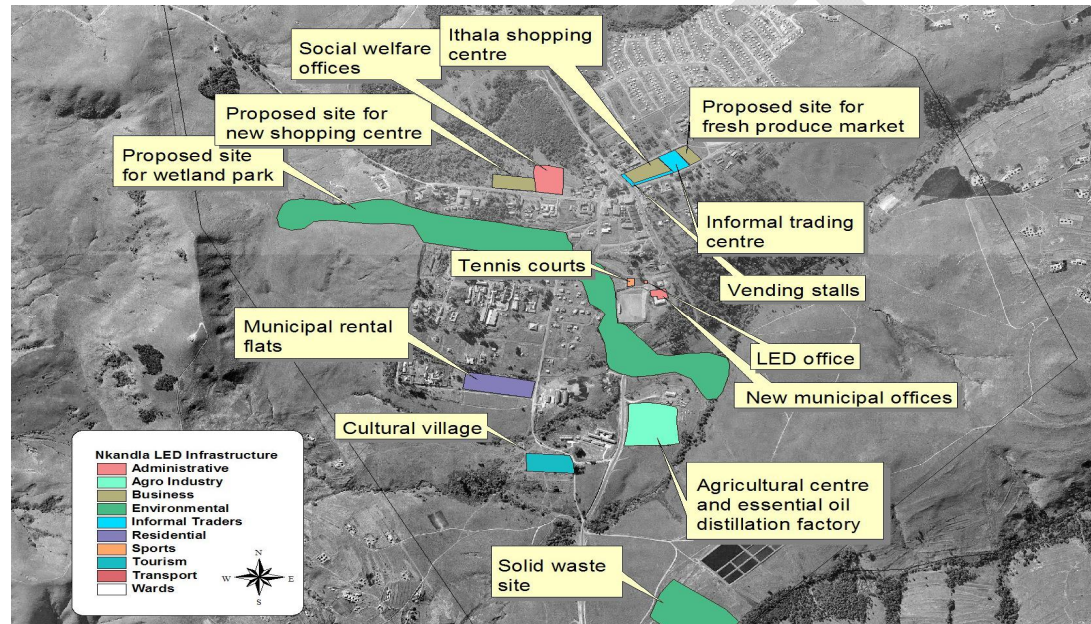 Social welfare
offices
Ithala shopping
centre
Proposed site for
new shopping centre
Proposed site for
fresh produce market
Proposed site
for wetland park
Informal trading
centre
Tennis courts
Vending stalls
Municipal rental
flats
LED office
New municipal offices
Cultural village
Agricultural centre
and essential oil
distillation factory
Solid waste
site
Nkandla LED Infrastructure
Administrative
Agro Industry
Business
Environmental
Informal Traders
Residential
Sports
Tourism
Transport
Wards
N
W E
S